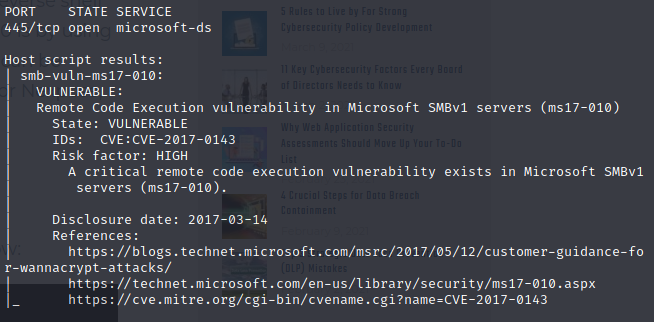 PORT    STATE SERVICE
445/tcp open  microsoft-ds
Host script results:
| smb-vuln-ms17-010:
|   VULNERABLE:
|   Remote Code Execution vulnerability in Microsoft SMBv1 servers (ms17-010)
|     State: VULNERABLE
|     IDs:  CVE:CVE-2017-0143
|     Risk factor: HIGH
|       A critical remote code execution vulnerability exists in Microsoft SMBv1
|        servers (ms17-010).
|
|     Disclosure date: 2017-03-14
|     References:
|       https://blogs.technet.microsoft.com/msrc/2017/05/12/customer-guidance-fo
r-wannacrypt-attacks/
|       https://technet.microsoft.com/en-us/library/security/ms17-010.aspx
|_      https://cve.mitre.org/cgi-bin/cvename.cgi?name=CVE-2017-0143
5 Rules to Live by For Strong
Cybersecurity Policy Development
11 Key Cybersecurity Factors Every Board
of Directors Needs to Know
Why Web Application Security
Assessments Should Move Up Your To-Do
List
4 Crucial Steps for Data Breach
Containment
(DLP) Mistakes